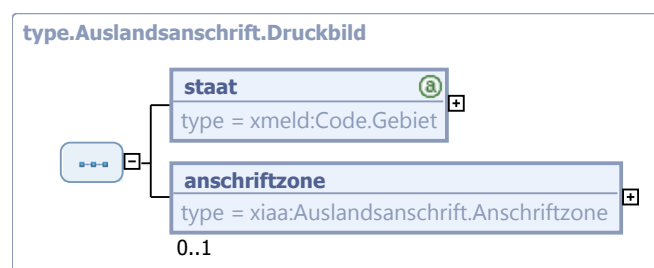 type.Auslandsanschrift.Druckbild
staat
a
type = xmeld:Code.Gebiet
anschriftzone
type = xiaa:Auslandsanschrift.Anschriftzone
0..1